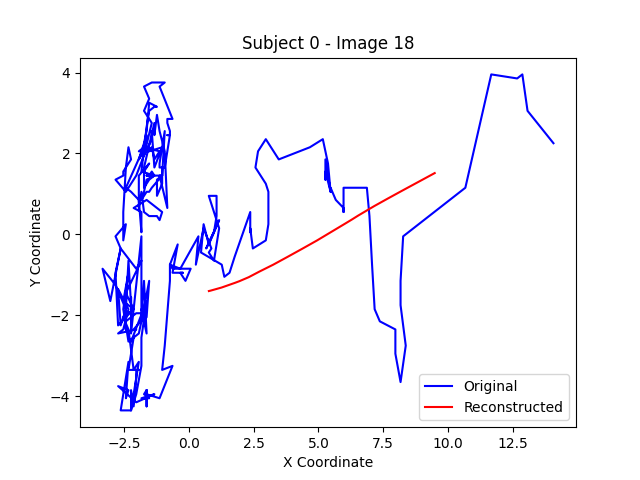 Subject 0 - Image 18
Y Coordinate
4
2
0
−2
−4
−2.5 0.0 2.5 5.0 7.5 10.0 12.5
X Coordinate
Original
Reconstructed